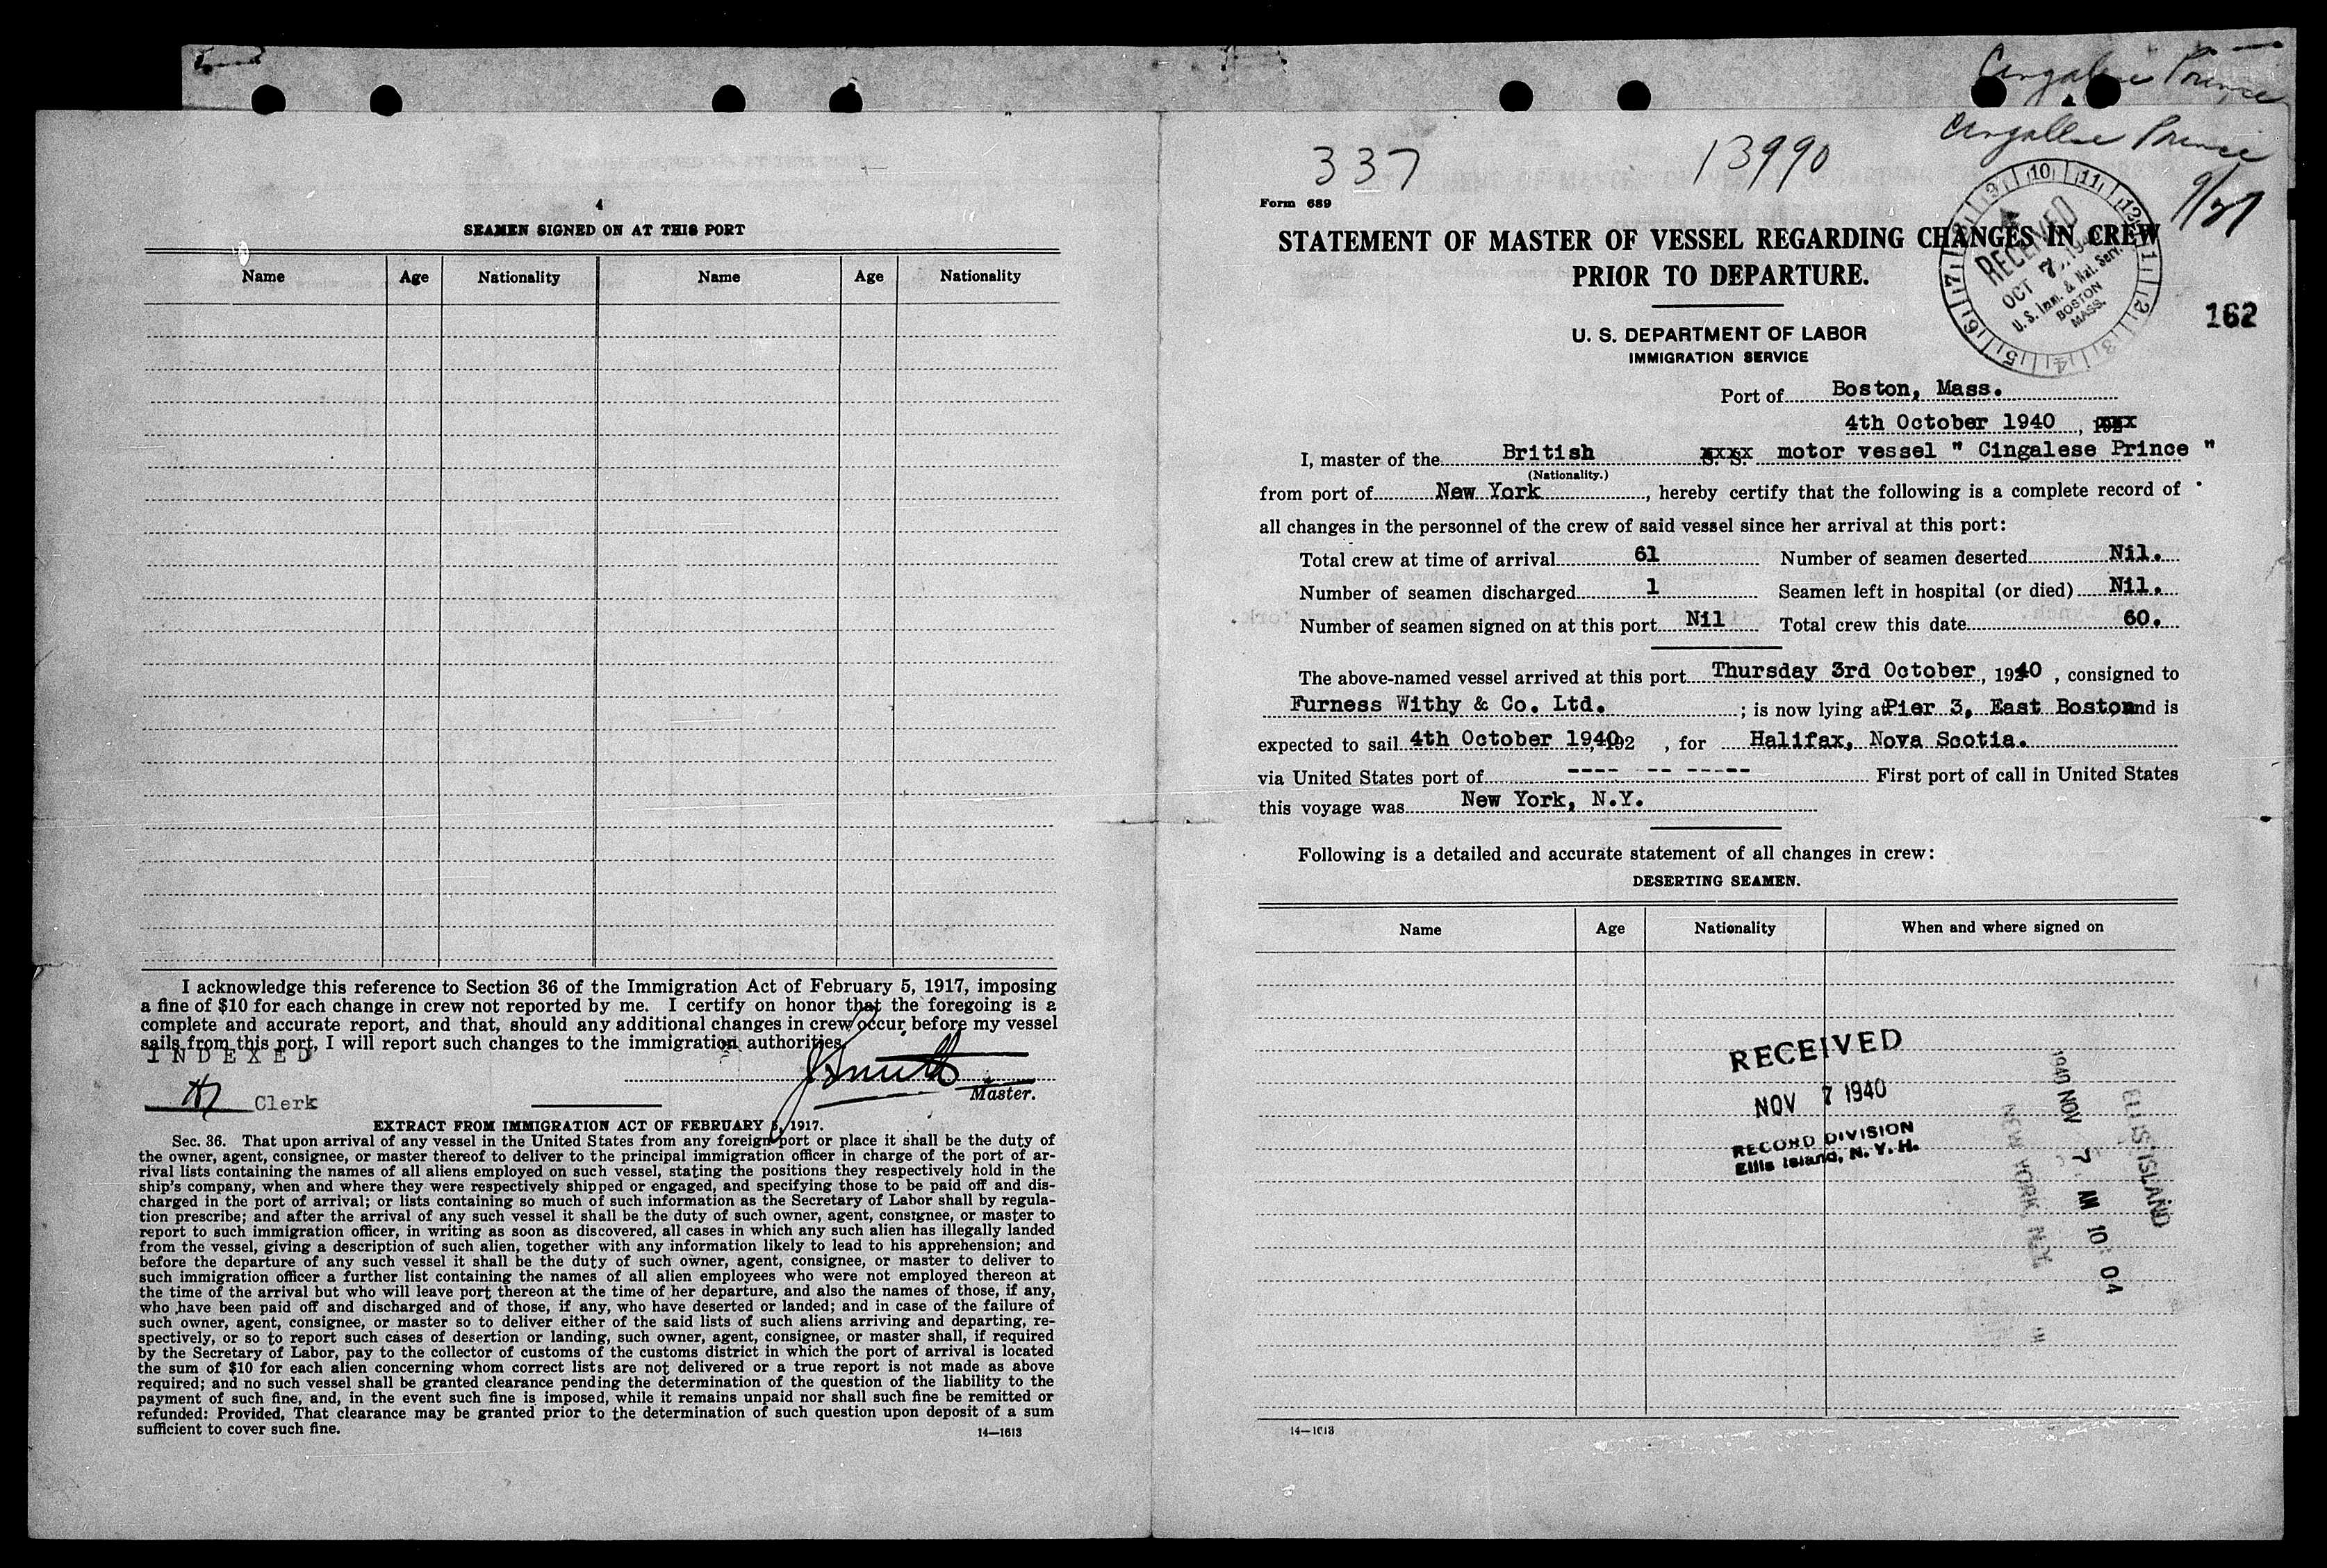 4
SEAMEN SIGNED ON AT THIS PORT
Name Age Nationality Name Age Nationality
I acknowledge this reference to Section 36 of the Immigration Act of February 5, 1917, imposing
a fine of $10 for each change in crew not reported by me. I certify on honor that the foregoing is a
complete and accurate report, and that, should any additional changes in crew occur before my vessel
sails from this port, I will report such changes to the immigration authorities.
INDEXED
Clerk
Smith
Master.
EXTRACT FROM IMMIGRATION ACT OF FEBRUARY 5, 1917.
Sec. 36. That upon arrival of any vessel in the United States from any foreign port or place it shall be the duty of
the owner, agent, consignee, or master thereof to deliver to the principal immigration officer in charge of the port of ar-
rival lists containing the names of all aliens employed on such vessel, stating the positions they respectively hold in the
ship's company, when and where they were respectively shipped or engaged, and specifying those to be paid off and dis-
charged in the port of arrival; or lists containing so much of such information as the Secretary of Labor shall by regula-
tion prescribe; and after the arrival of any such vessel it shall be the duty of such owner, agent, consignee, or master to
report to such immigration officer, in writing as soon as discovered, all cases in which any such alien has illegally landed
from the vessel, giving a description of such alien, together with any information likely to lead to his apprehension; and
before the departure of any such vessel it shall be the duty of such owner, agent, consignee, or master to deliver to
such immigration officer a further list containing the names of all alien employees who were not employed thereon at
the time of the arrival but who will leave port thereon at the time of her departure, and also the names of those, if any,
who have been paid off and discharged and of those, if any, who have deserted or landed; and in case of the failure of
such owner, agent, consignee, or master so to deliver either of the said lists of such aliens arriving and departing, re-
spectively, or so to report such cases of desertion or landing, such owner, agent, consignee, or master shall, if required
by the Secretary of Labor, pay to the collector of customs of the customs district in which the port of arrival is located
the sum of $10 for each alien concerning whom correct lists are not delivered or a true report is not made as above
required; and no such vessel shall be granted clearance pending the determination of the question of the liability to the
payment of such fine, and, in the event such fine is imposed, while it remains unpaid nor shall such fine be remitted or
refunded: Provided, That clearance may be granted prior to the determination of such question upon deposit of a sum
sufficient to cover such fine.
14—1613
Cingalese Prince
Cingallese Prince
337 13990
Form 689
STATEMENT OF MASTER OF VESSEL REGARDING CHANGES IN CREW
PRIOR TO DEPARTURE.
RECEIVED
OCT 7 1940
U. S. Imm. & Nat. Serv.
BOSTON
MASS.
162
U. S. DEPARTMENT OF LABOR
IMMIGRATION SERVICE
Port of Boston, Mass.
4th October 1940, 192
I, master of the British S. S. motor vessel " Cingalese Prince "
(Nationality.)
from port of New York, hereby certify that the following is a complete record of
all changes in the personnel of the crew of said vessel since her arrival at this port:
Total crew at time of arrival 61 Number of seamen deserted Nil.
Number of seamen discharged 1 Seamen left in hospital (or died) Nil.
Number of seamen signed on at this port Nil Total crew this date 60.
The above-named vessel arrived at this port Thursday 3rd October, 1940, consigned to
Furness Withy & Co. Ltd.; is now lying at Pier 3, East Boston and is
expected to sail 4th October 1940, 192, for Halifax, Nova Scotia.
via United States port of ---- -- ----- First port of call in United States
this voyage was New York, N.Y.
Following is a detailed and accurate statement of all changes in crew:
DESERTING SEAMEN.
Name Age Nationality When and where signed on
RECEIVED
NOV 7 1940
RECORD DIVISION
Ellis Island, N. Y. H.
1940 NOV 7 AM 10:04
ELLIS ISLAND
NEW YORK
14—1613